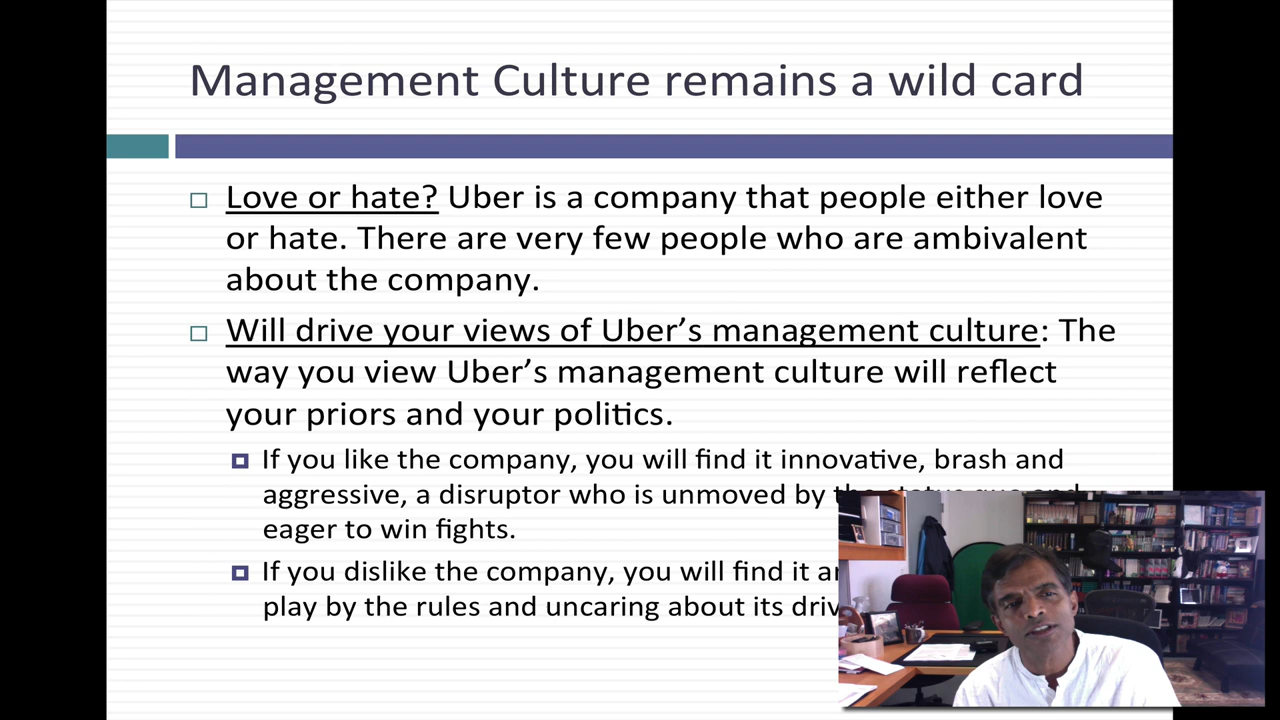 Management Culture remains a wild card
Love or hate? Uber is a company that people either love
or hate. There are very few people who are ambivalent
about the company.
Will drive your views of Uber’s management culture: The
way you view Uber’s management culture will reflect
your priors and your politics.
If you like the company, you will find it innovative, brash and
aggressive, a disruptor who is unmoved by the status quo and
eager to win fights.
If you dislike the company, you will find it
play by the rules and uncaring about its